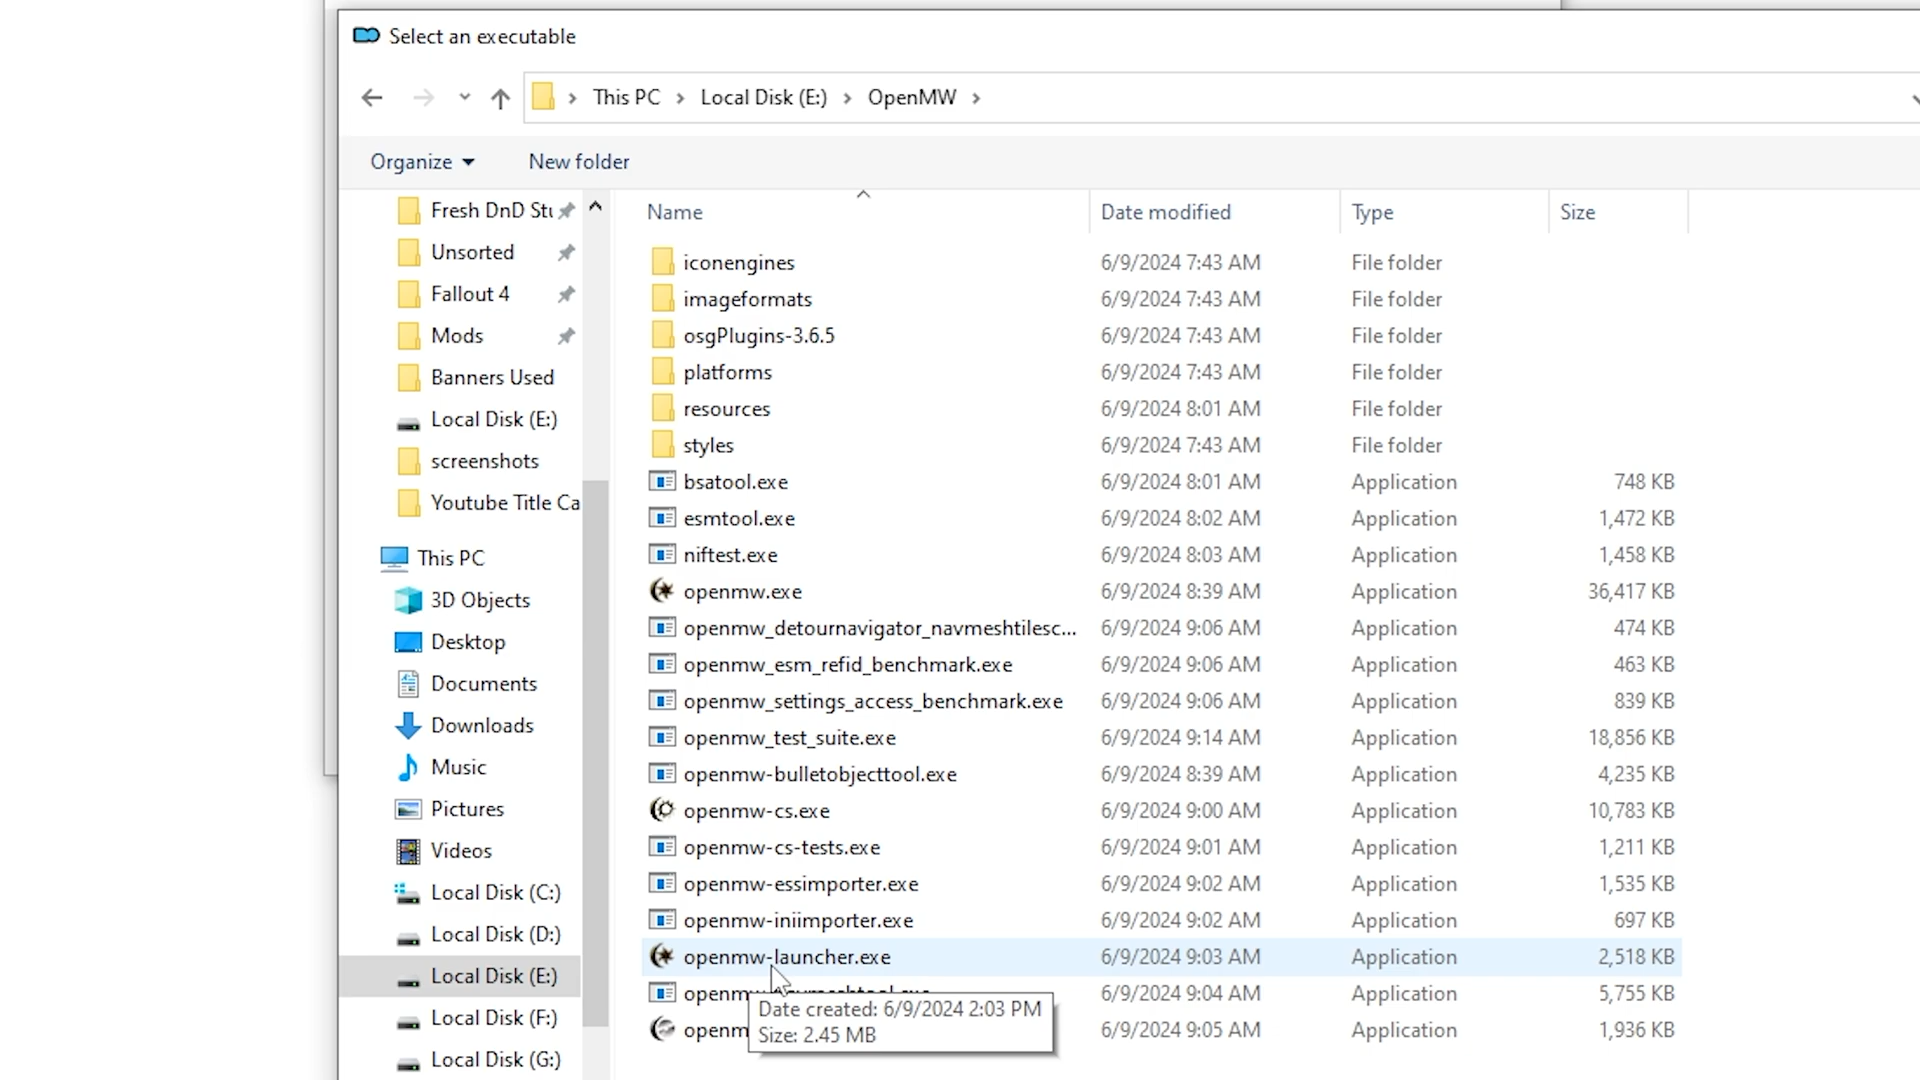 Select an executable
This PC > Local Disk (E:) > OpenMW >
Organize New folder
Fresh DnD Stu
Unsorted
Fallout 4
Mods
Banners Used
Local Disk (E:)
screenshots
Youtube Title Ca
This PC
3D Objects
Desktop
Documents
Downloads
Music
Pictures
Videos
Local Disk (C:)
Local Disk (D:)
Local Disk (E:)
Local Disk (F:)
Local Disk (G:)
Name Date modified Type Size
iconengines 6/9/2024 7:43 AM File folder
imageformats 6/9/2024 7:43 AM File folder
osgPlugins-3.6.5 6/9/2024 7:43 AM File folder
platforms 6/9/2024 7:43 AM File folder
resources 6/9/2024 8:01 AM File folder
styles 6/9/2024 7:43 AM File folder
bsatool.exe 6/9/2024 8:01 AM Application 748 KB
esmtool.exe 6/9/2024 8:02 AM Application 1,472 KB
niftest.exe 6/9/2024 8:03 AM Application 1,458 KB
openmw.exe 6/9/2024 8:39 AM Application 36,417 KB
openmw_detournavigator_navmeshtilesc... 6/9/2024 9:06 AM Application 474 KB
openmw_esm_refid_benchmark.exe 6/9/2024 9:06 AM Application 463 KB
openmw_settings_access_benchmark.exe 6/9/2024 9:06 AM Application 839 KB
openmw_test_suite.exe 6/9/2024 9:14 AM Application 18,856 KB
openmw-bulletobjecttool.exe 6/9/2024 8:39 AM Application 4,235 KB
openmw-cs.exe 6/9/2024 9:00 AM Application 10,783 KB
openmw-cs-tests.exe 6/9/2024 9:01 AM Application 1,211 KB
openmw-essimporter.exe 6/9/2024 9:02 AM Application 1,535 KB
openmw-iniimporter.exe 6/9/2024 9:02 AM Application 697 KB
openmw-launcher.exe 6/9/2024 9:03 AM Application 2,518 KB
6/9/2024 9:04 AM Application 5,755 KB
openm 6/9/2024 9:05 AM Application 1,936 KB
Date created: 6/9/2024 2:03 PM
Size: 2.45 MB